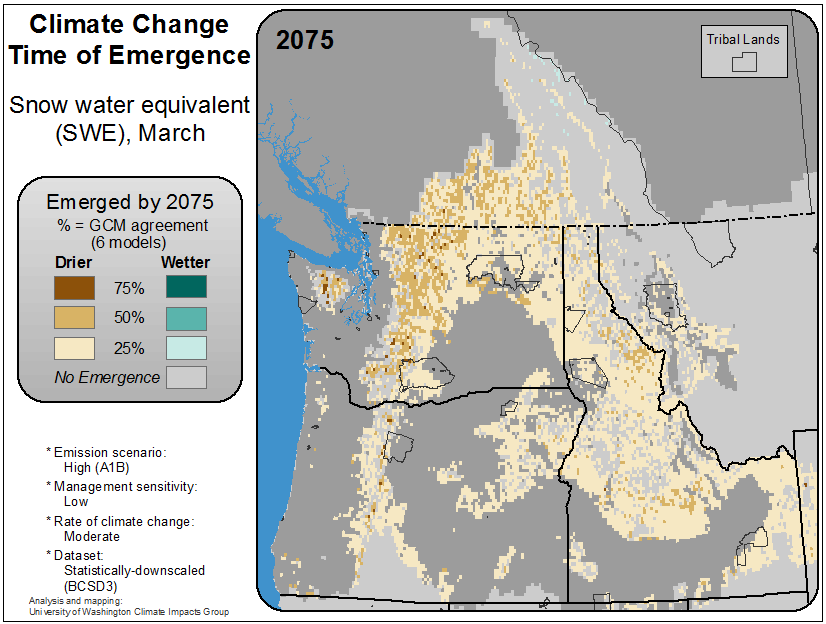 Climate Change
Time of Emergence
Snow water equivalent
(SWE), March
Emerged by 2075
% = GCM agreement
(6 models)
Drier Wetter
75%
50%
25%
No Emergence
* Emission scenario:
High (A1B)
* Management sensitivity:
Low
* Rate of climate change:
Moderate
* Dataset:
Statistically-downscaled
(BCSD3)
Analysis and mapping:
University of Washington Climate Impacts Group
2075
Tribal Lands